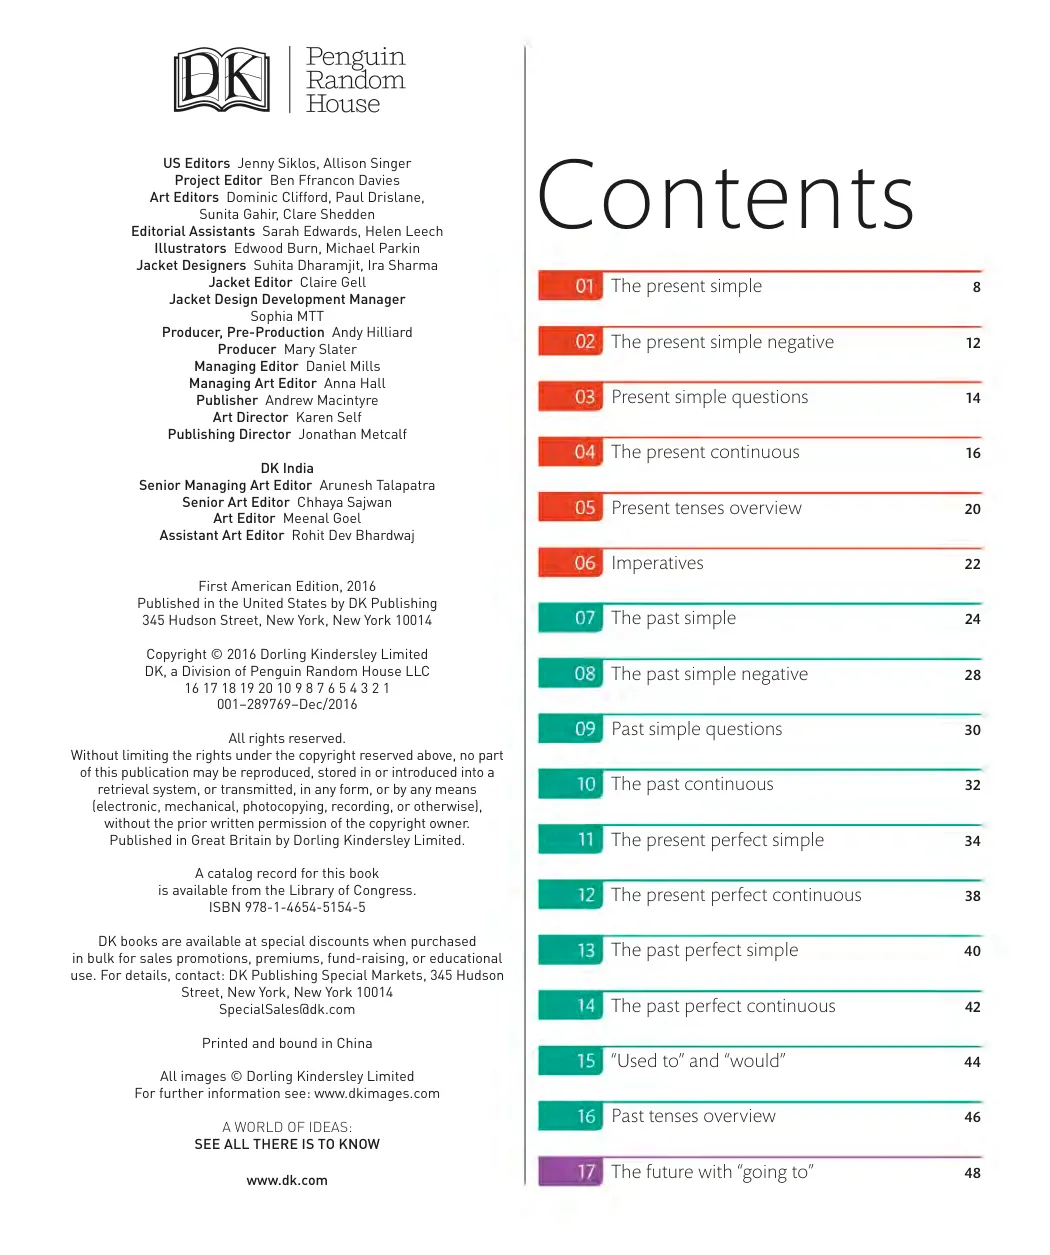 DK
Penguin
Random
House
US Editors Jenny Siklos, Allison Singer
Project Editor Ben Ffrancon Davies
Art Editors Dominic Clifford, Paul Drislane,
Sunita Gahir, Clare Shedden
Editorial Assistants Sarah Edwards, Helen Leech
Illustrators Edwood Burn, Michael Parkin
Jacket Designers Suhita Dharamjit, Ira Sharma
Jacket Editor Claire Gell
Jacket Design Development Manager
Sophia MTT
Producer, Pre-Production Andy Hilliard
Producer Mary Slater
Managing Editor Daniel Mills
Managing Art Editor Anna Hall
Publisher Andrew Macintyre
Art Director Karen Self
Publishing Director Jonathan Metcalf
DK India
Senior Managing Art Editor Arunesh Talapatra
Senior Art Editor Chhaya Sajwan
Art Editor Meenal Goel
Assistant Art Editor Rohit Dev Bhardwaj
First American Edition, 2016
Published in the United States by DK Publishing
345 Hudson Street, New York, New York 10014
Copyright © 2016 Dorling Kindersley Limited
DK, a Division of Penguin Random House LLC
16 17 18 19 20 10 9 8 7 6 5 4 3 2 1
001–289769–Dec/2016
All rights reserved.
Without limiting the rights under the copyright reserved above, no part
of this publication may be reproduced, stored in or introduced into a
retrieval system, or transmitted, in any form, or by any means
(electronic, mechanical, photocopying, recording, or otherwise),
without the prior written permission of the copyright owner.
Published in Great Britain by Dorling Kindersley Limited.
A catalog record for this book
is available from the Library of Congress.
ISBN 978-1-4654-5154-5
DK books are available at special discounts when purchased
in bulk for sales promotions, premiums, fund-raising, or educational
use. For details, contact: DK Publishing Special Markets, 345 Hudson
Street, New York, New York 10014
SpecialSales@dk.com
Printed and bound in China
All images © Dorling Kindersley Limited
For further information see: www.dkimages.com
A WORLD OF IDEAS:
SEE ALL THERE IS TO KNOW
www.dk.com
Contents
01 The present simple 8
02 The present simple negative 12
03 Present simple questions 14
04 The present continuous 16
05 Present tenses overview 20
06 Imperatives 22
07 The past simple 24
08 The past simple negative 28
09 Past simple questions 30
10 The past continuous 32
11 The present perfect simple 34
12 The present perfect continuous 38
13 The past perfect simple 40
14 The past perfect continuous 42
15 “Used to” and “would” 44
16 Past tenses overview 46
17 The future with “going to” 48